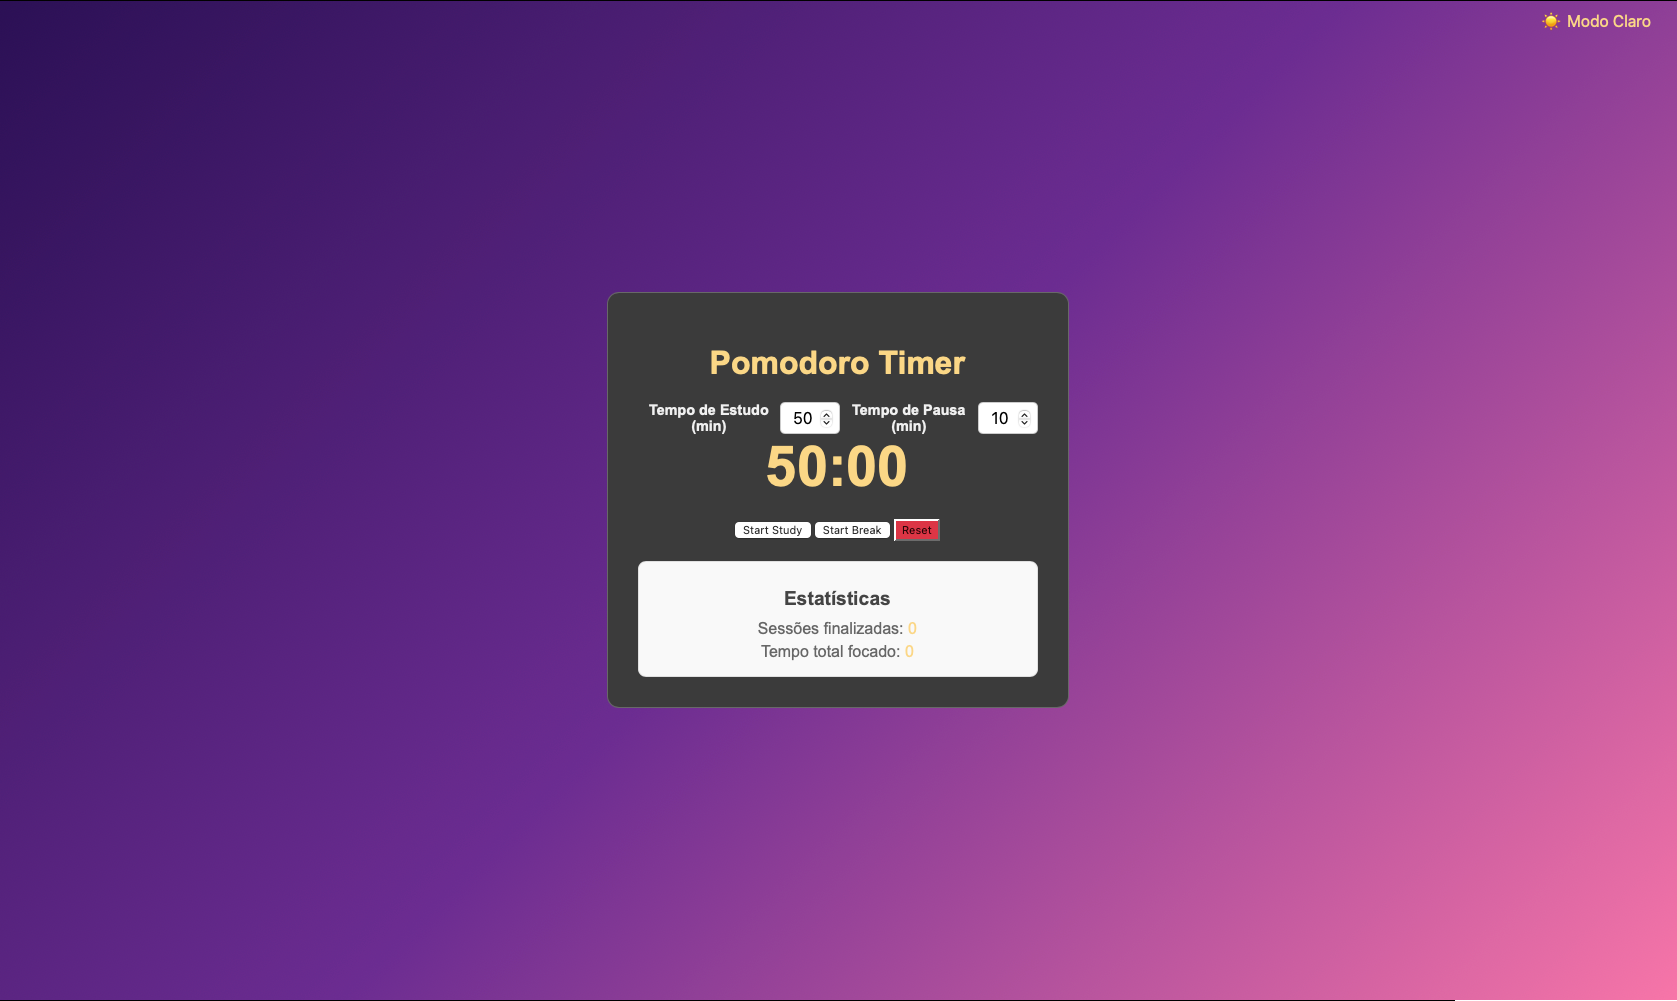 ☀️ Modo Claro
Pomodoro Timer
Tempo de Estudo
(min)
50
Tempo de Pausa
(min)
10
50:00
Start Study
Start Break
Reset
Estatísticas
Sessões finalizadas: 0
Tempo total focado: 0